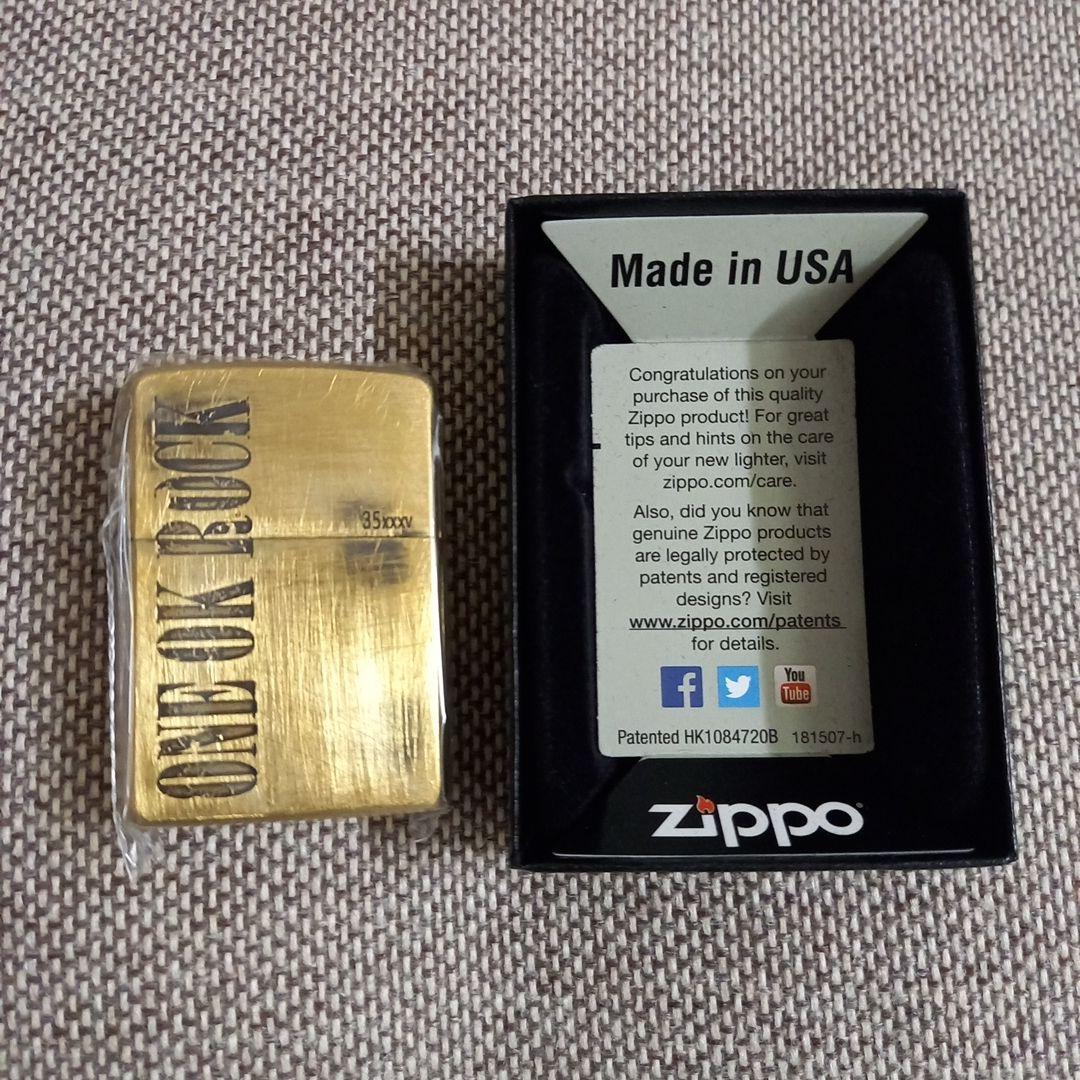 ONE OK ROCK
35xxxv
Made in USA
Congratulations on your
purchase of this quality
Zippo product! For great
tips and hints on the care
of your new lighter, visit
zippo.com/care.
Also, did you know that
genuine Zippo products
are legally protected by
patents and registered
designs? Visit
www.zippo.com/patents
for details.
f
You
Tube
Patented HK1084720B 181507-h
zippo